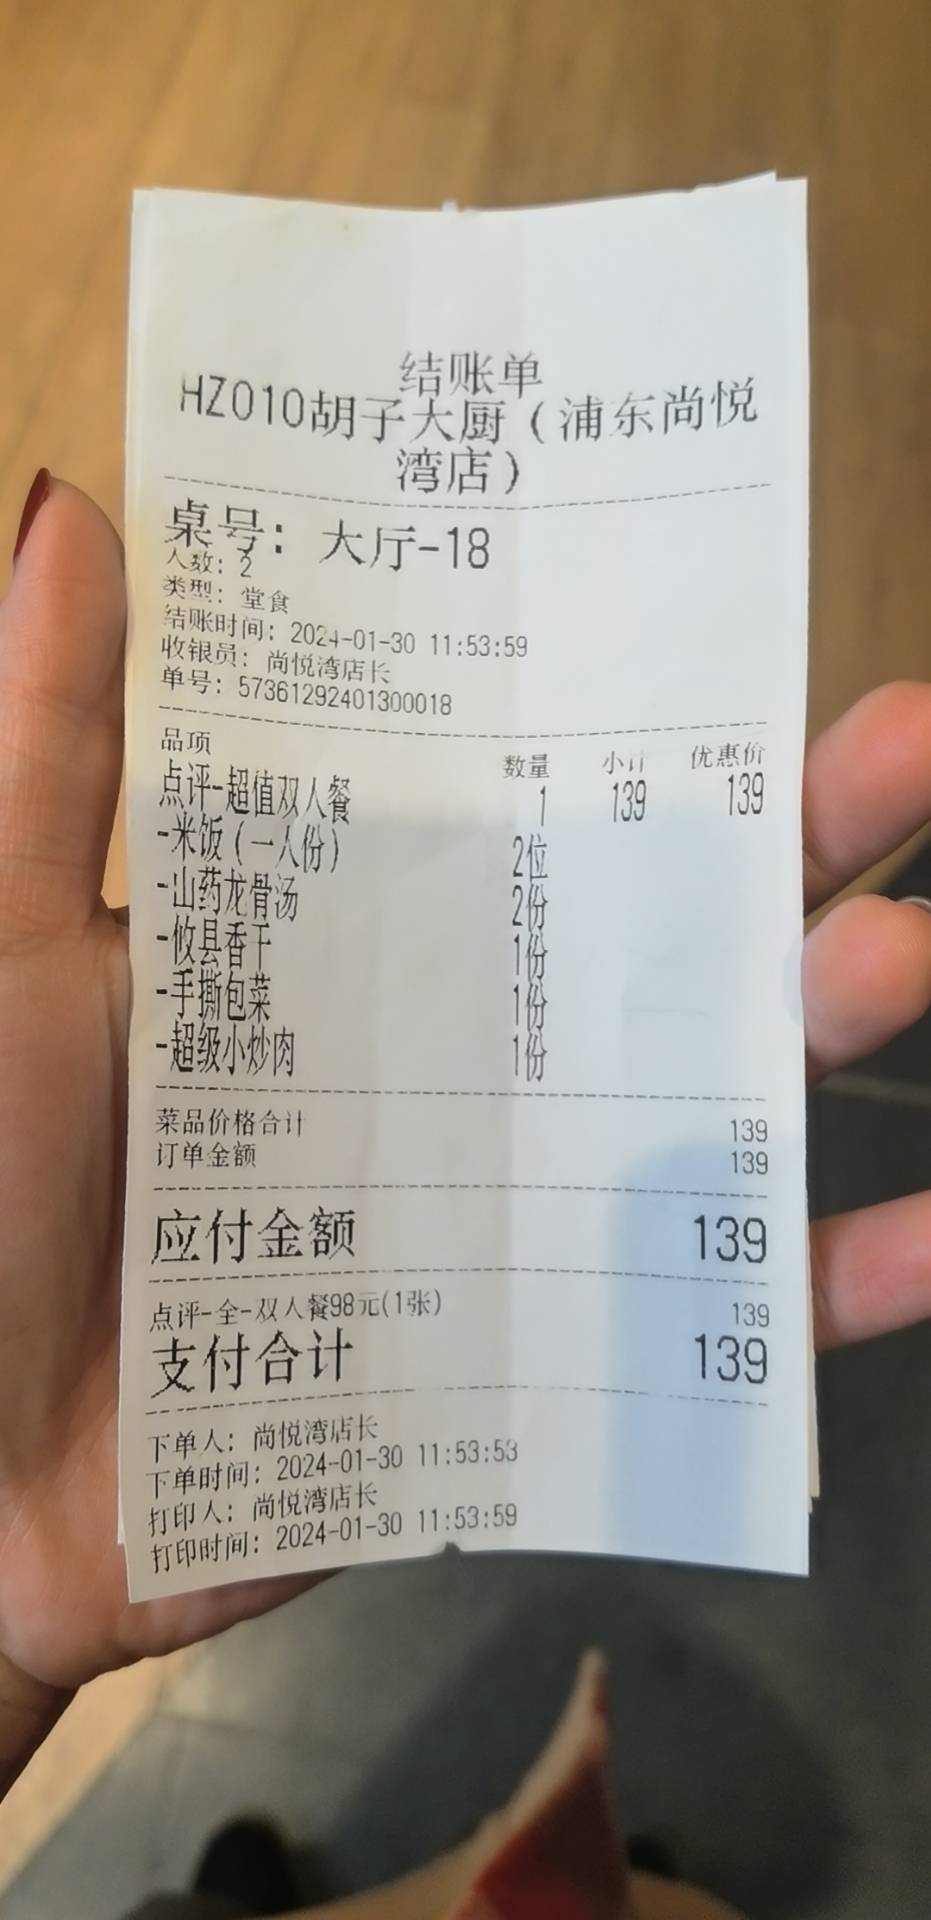 结账单
HZ010胡子大厨（浦东尚悦
湾店）
桌号：大厅-18
人数：2
类型：堂食
结账时间：2024-01-30 11:53:59
收银员：尚悦湾店长
单号：57361292401300018
品项 数量 小计 优惠价
点评-超值双人餐 1 139 139
-米饭（一人份） 2位
-山药龙骨汤 2份
-攸县香干 1份
-手撕包菜 1份
-超级小炒肉 1份
菜品价格合计 139
订单金额 139
应付金额 139
点评-全-双人餐98元(1张) 139
支付合计 139
下单人：尚悦湾店长
下单时间：2024-01-30 11:53:53
打印人：尚悦湾店长
打印时间：2024-01-30 11:53:59